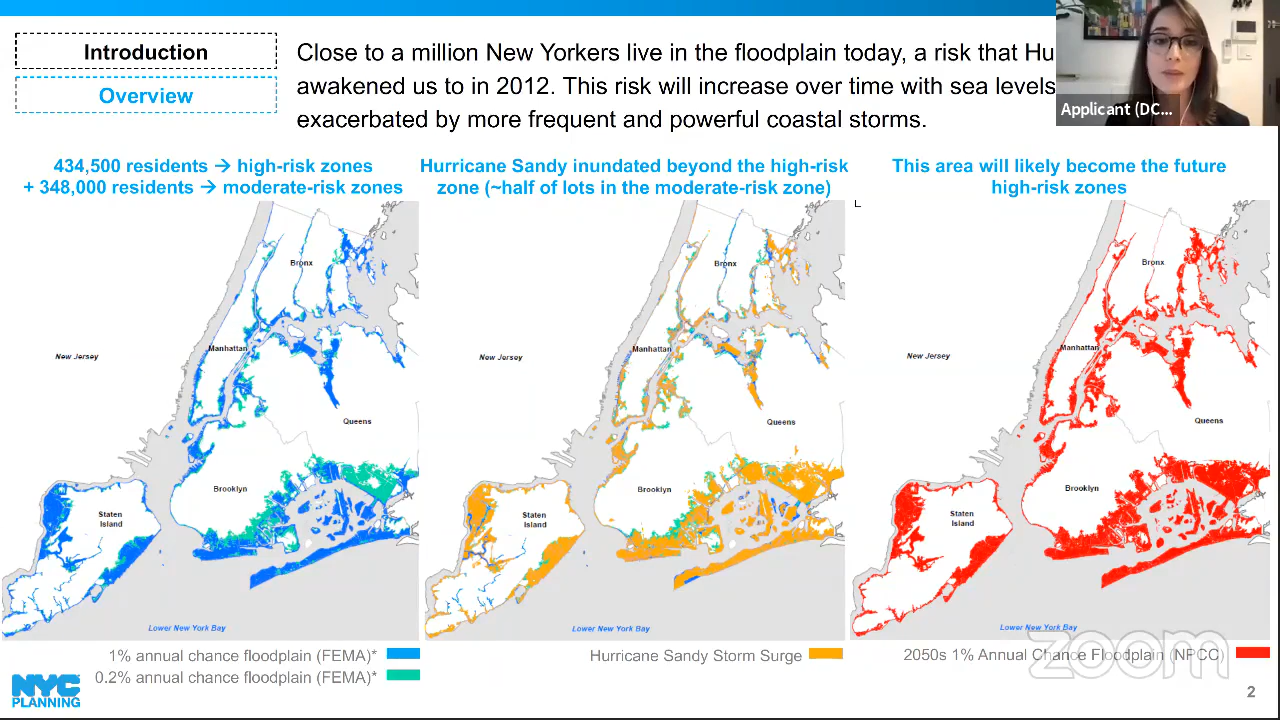 Introduction
Overview
Close to a million New Yorkers live in the floodplain today, a risk that Hu
awakened us to in 2012. This risk will increase over time with sea levels
exacerbated by more frequent and powerful coastal storms.
Applicant (DC...
434,500 residents → high-risk zones
+ 348,000 residents → moderate-risk zones
Hurricane Sandy inundated beyond the high-risk
zone (~half of lots in the moderate-risk zone)
This area will likely become the future
high-risk zones
Bronx
Manhattan
New Jersey
Queens
Brooklyn
Staten
Island
Lower New York Bay
Bronx
Manhattan
New Jersey
Queens
Brooklyn
Staten
Island
Lower New York Bay
Bronx
Manhattan
New Jersey
Queens
Brooklyn
Staten
Island
Lower New York Bay
1% annual chance floodplain (FEMA)*
0.2% annual chance floodplain (FEMA)*
Hurricane Sandy Storm Surge
2050s 1% Annual Chance Floodplain (NPCC)
zoom
NYC
PLANNING
2